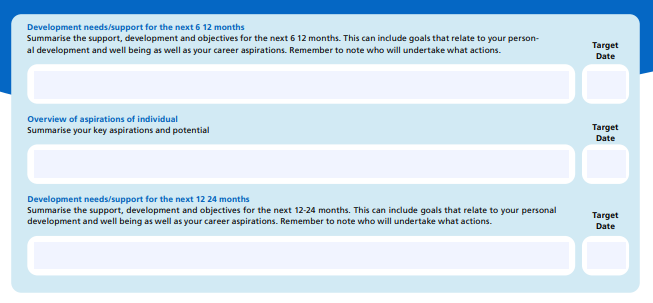 Development needs/support for the next 6 12 months
Summarise the support, development and objectives for the next 6 12 months. This can include goals that relate to your person-
al development and well being as well as your career aspirations. Remember to note who will undertake what actions.
Target
Date
Overview of aspirations of individual
Summarise your key aspirations and potential
Target
Date
Development needs/support for the next 12 24 months
Summarise the support, development and objectives for the next 12-24 months. This can include goals that relate to your personal
development and well being as well as your career aspirations. Remember to note who will undertake what actions.
Target
Date